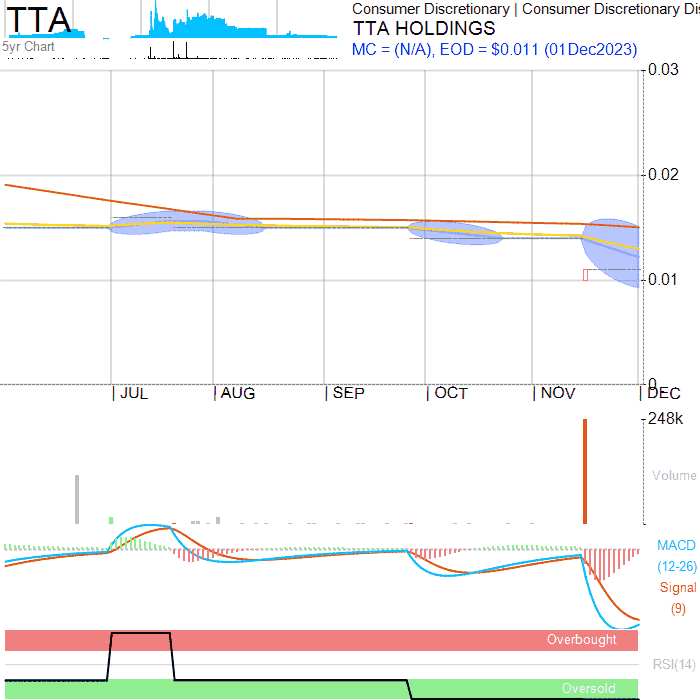 TTA
5yr Chart
Consumer Discretionary | Consumer Discretionary Dis
TTA HOLDINGS
MC = (N/A), EOD = $0.011 (01Dec2023)
0.03
0.02
0.01
0
JUL AUG SEP OCT NOV DEC
248k
Volume
MACD
(12-26)
Signal
(9)
Overbought
RSI(14)
Oversold